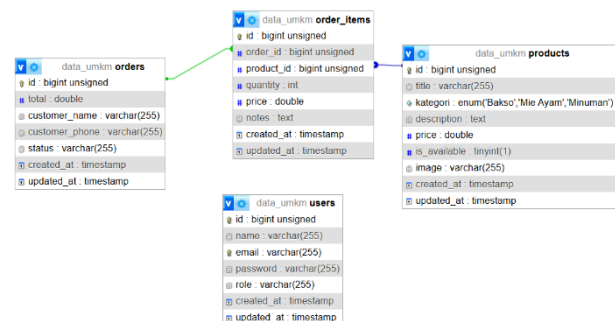 data_umkm orders
id : bigint unsigned
total : double
customer_name : varchar(255)
customer_phone : varchar(255)
status : varchar(255)
created_at : timestamp
updated_at : timestamp
data_umkm order_items
id : bigint unsigned
order_id : bigint unsigned
product_id : bigint unsigned
quantity : int
price : double
notes : text
created_at : timestamp
updated_at : timestamp
data_umkm products
id : bigint unsigned
title : varchar(255)
kategori : enum('Bakso','Mie Ayam','Minuman')
description : text
price : double
is_available : tinyint(1)
image : varchar(255)
created_at : timestamp
updated_at : timestamp
data_umkm users
id : bigint unsigned
name : varchar(255)
email : varchar(255)
password : varchar(255)
role : varchar(255)
created_at : timestamp
updated_at : timestamp